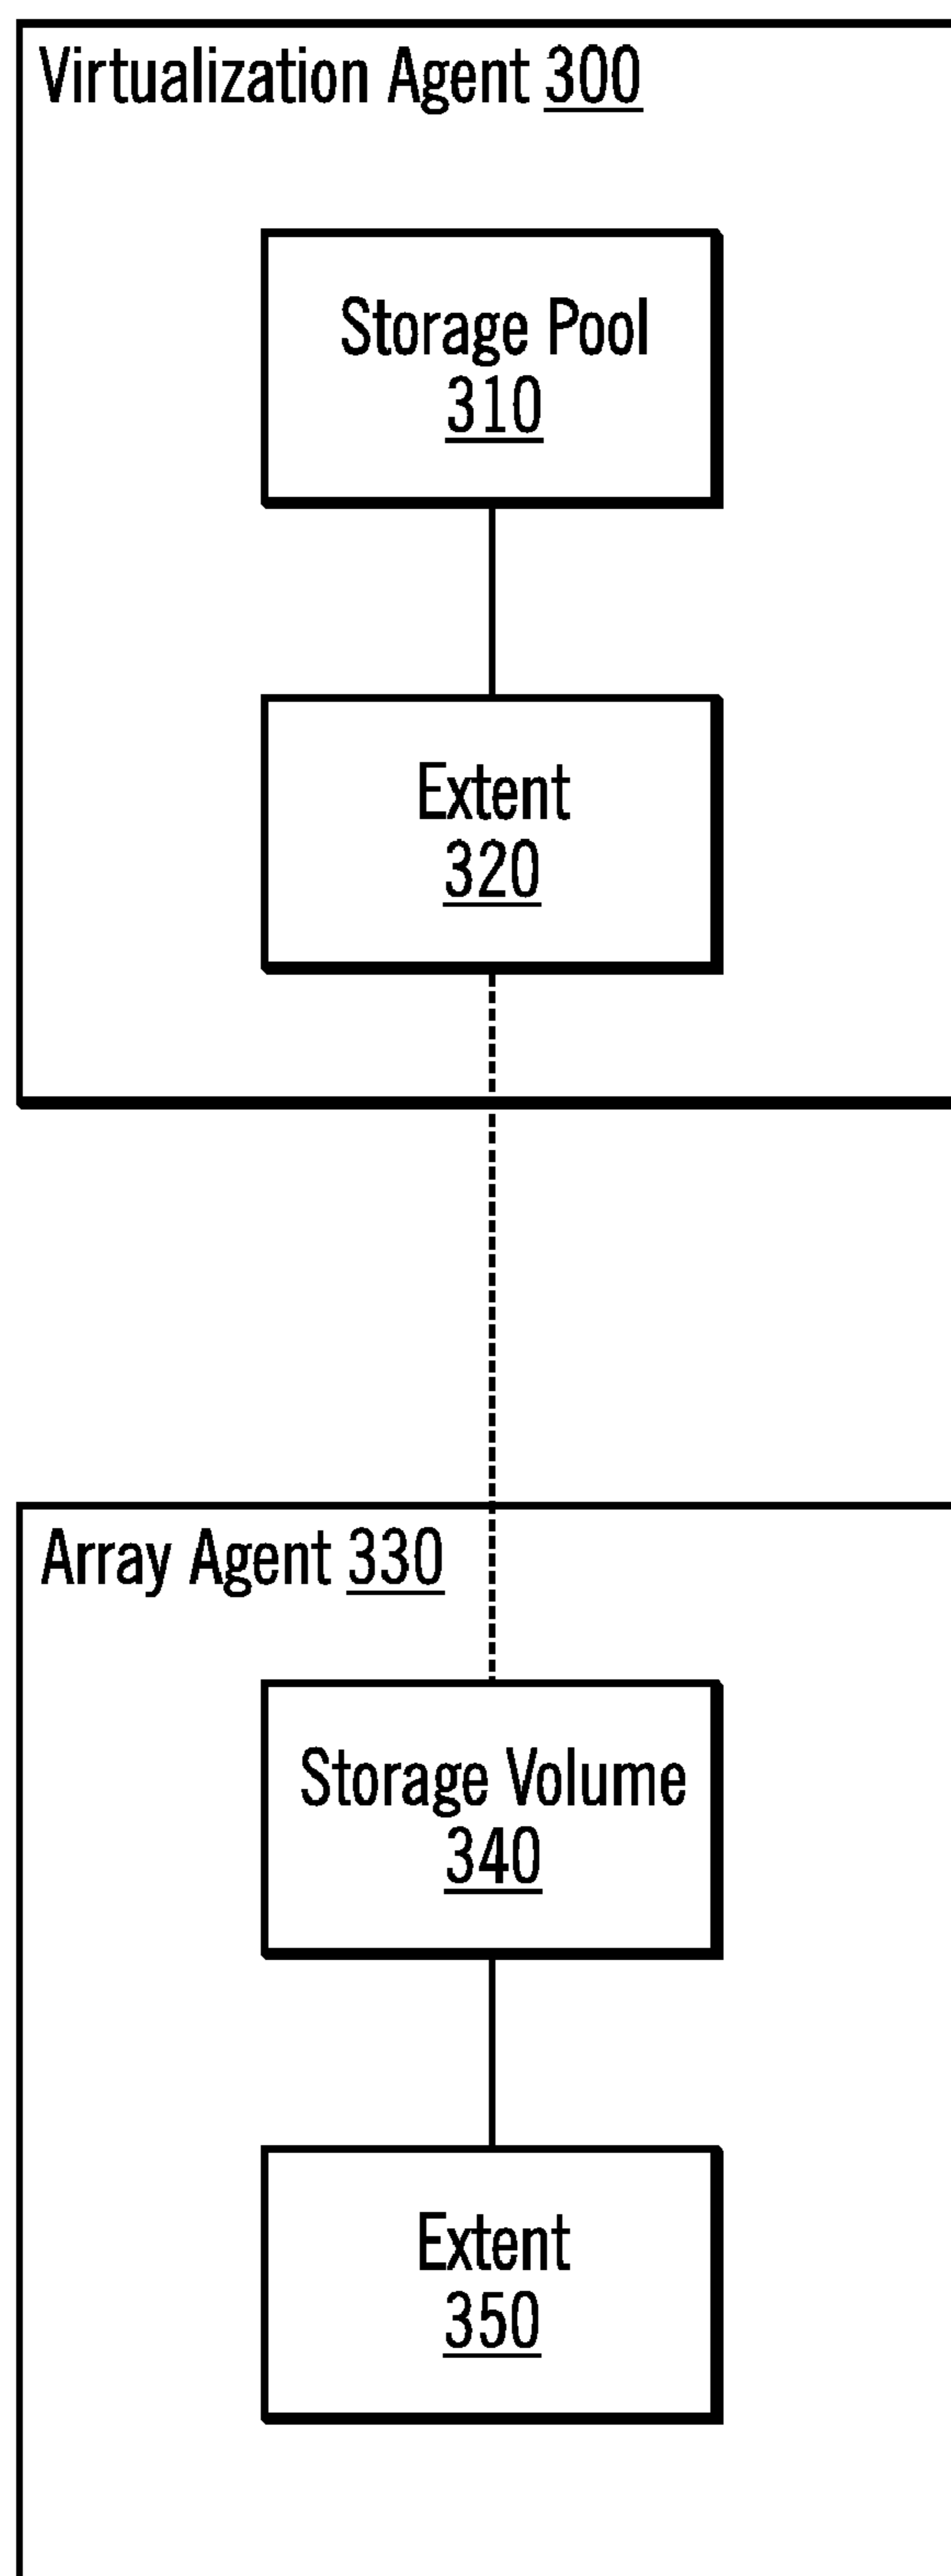 Virtualization Agent 300
Storage Pool
310
Extent
320
Array Agent 330
Storage Volume
340
Extent
350